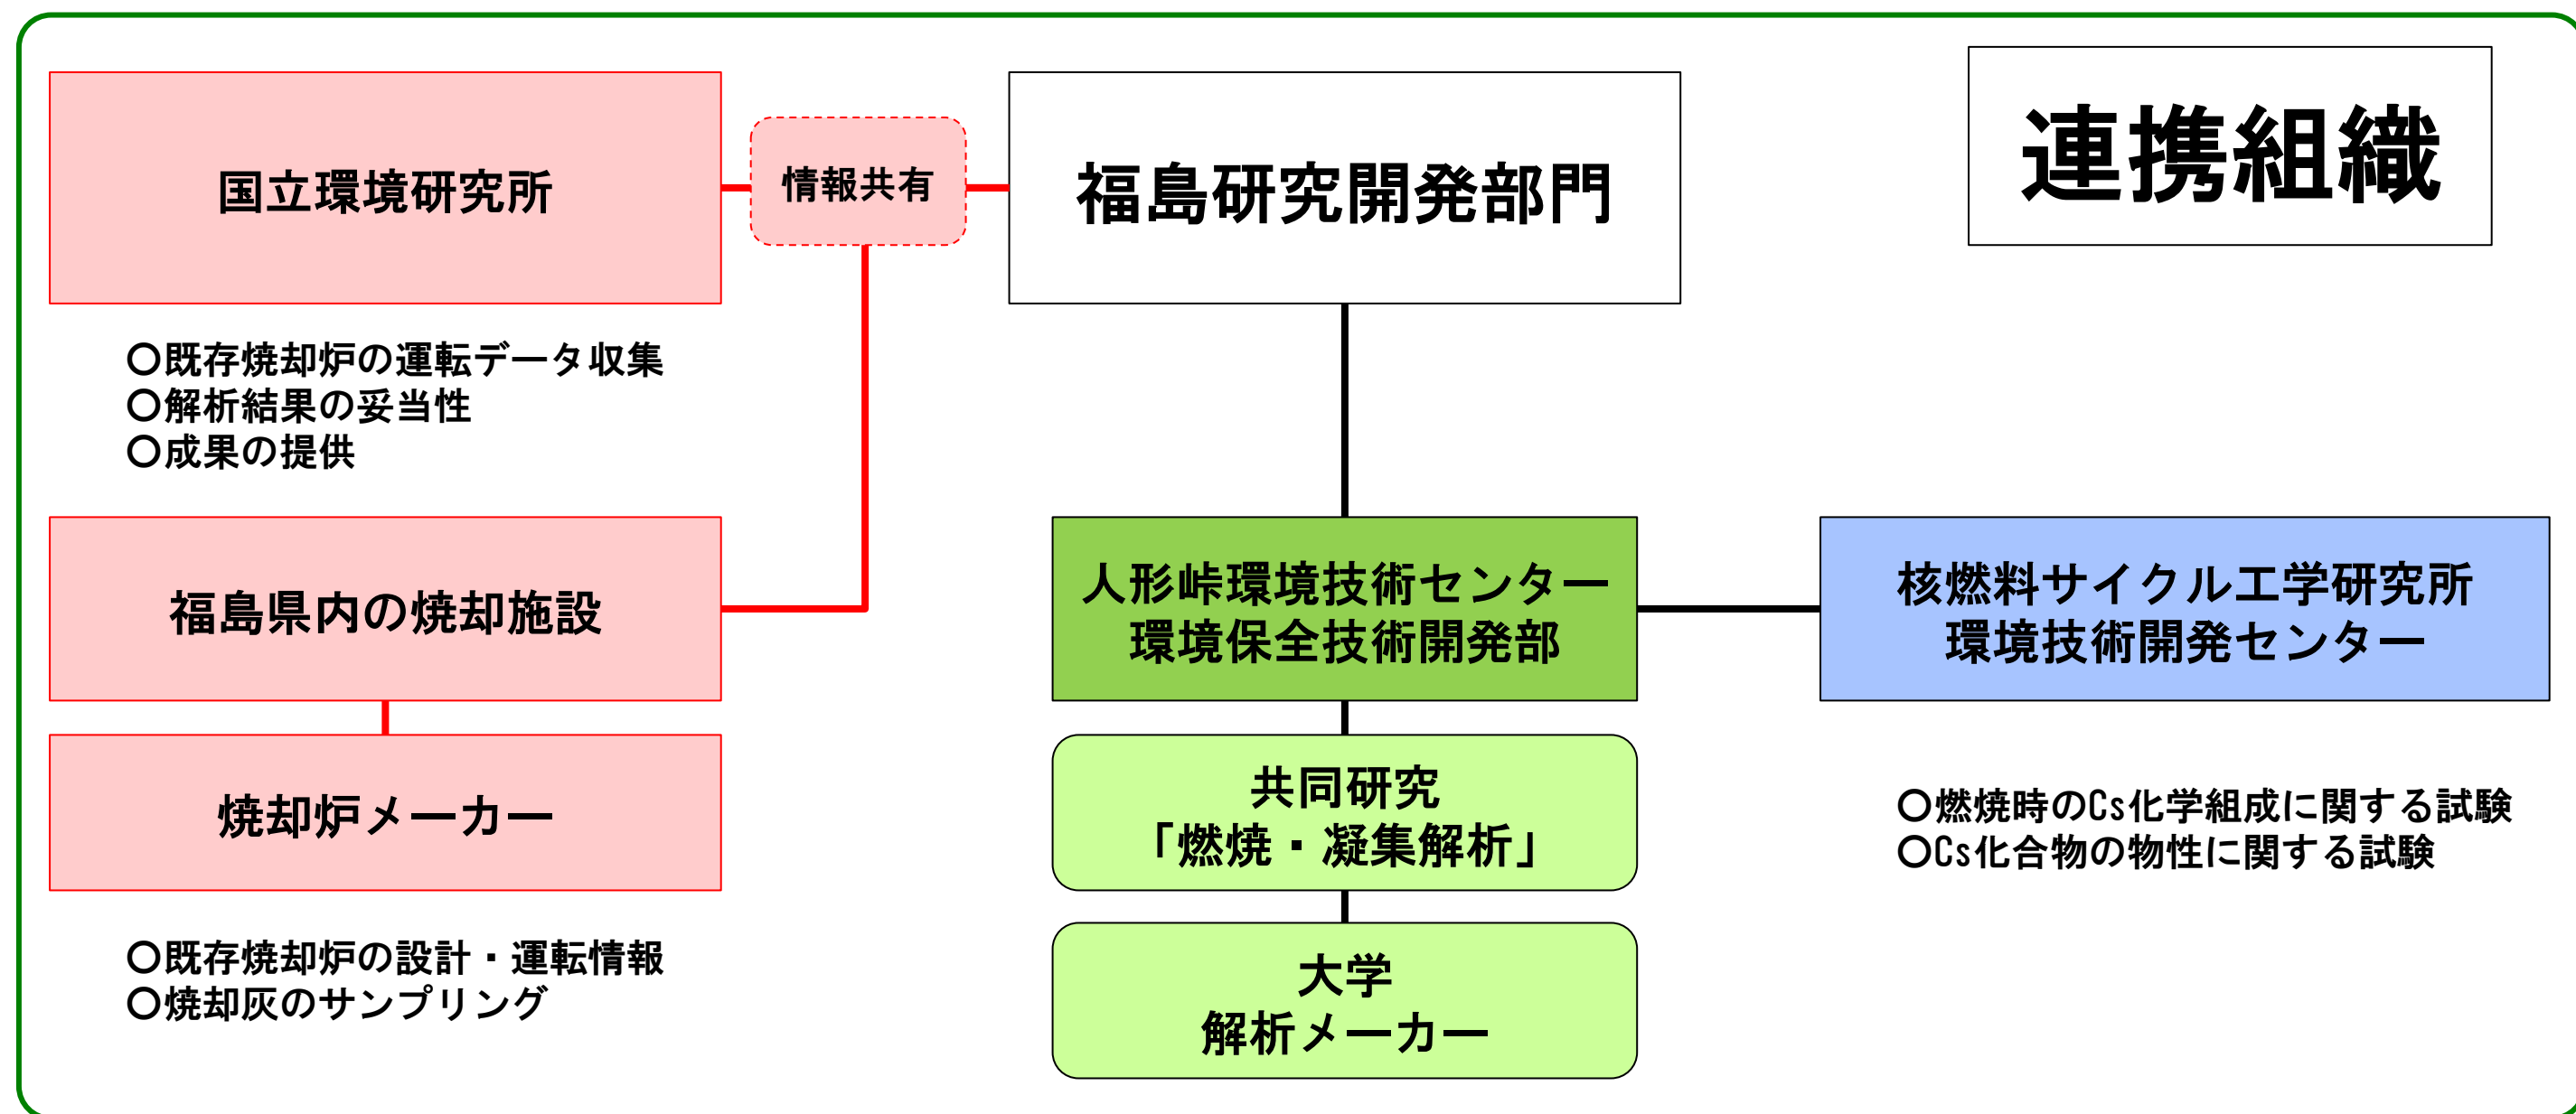 国立環境研究所
情報共有
福島研究開発部門
連携組織
〇既存焼却炉の運転データ収集
〇解析結果の妥当性
〇成果の提供
福島県内の焼却施設
人形峠環境技術センター
環境保全技術開発部
核燃料サイクル工学研究所
環境技術開発センター
焼却炉メーカー
共同研究
「燃焼・凝集解析」
〇燃焼時のCs化学組成に関する試験
〇Cs化合物の物性に関する試験
〇既存焼却炉の設計・運転情報
〇焼却灰のサンプリング
大学
解析メーカー